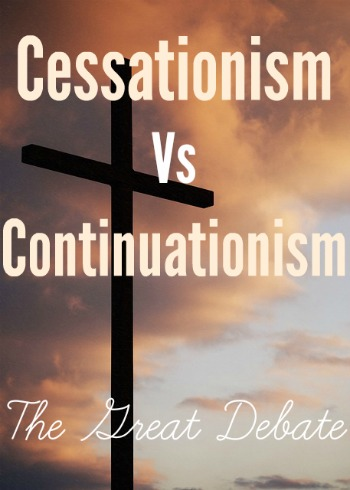 Cessationism
Vs
Continuationism
The Great Debate